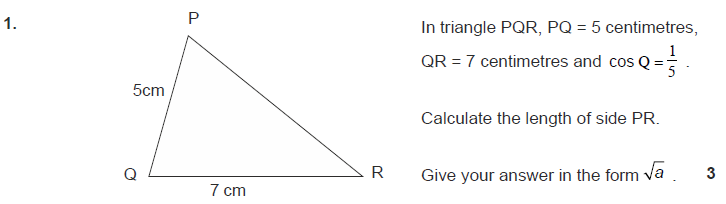 1.
P
5cm
Q
R
7 cm
In triangle PQR, PQ = 5 centimetres,
QR = 7 centimetres and cos Q = 1/5 .
Calculate the length of side PR.
Give your answer in the form √a . 3